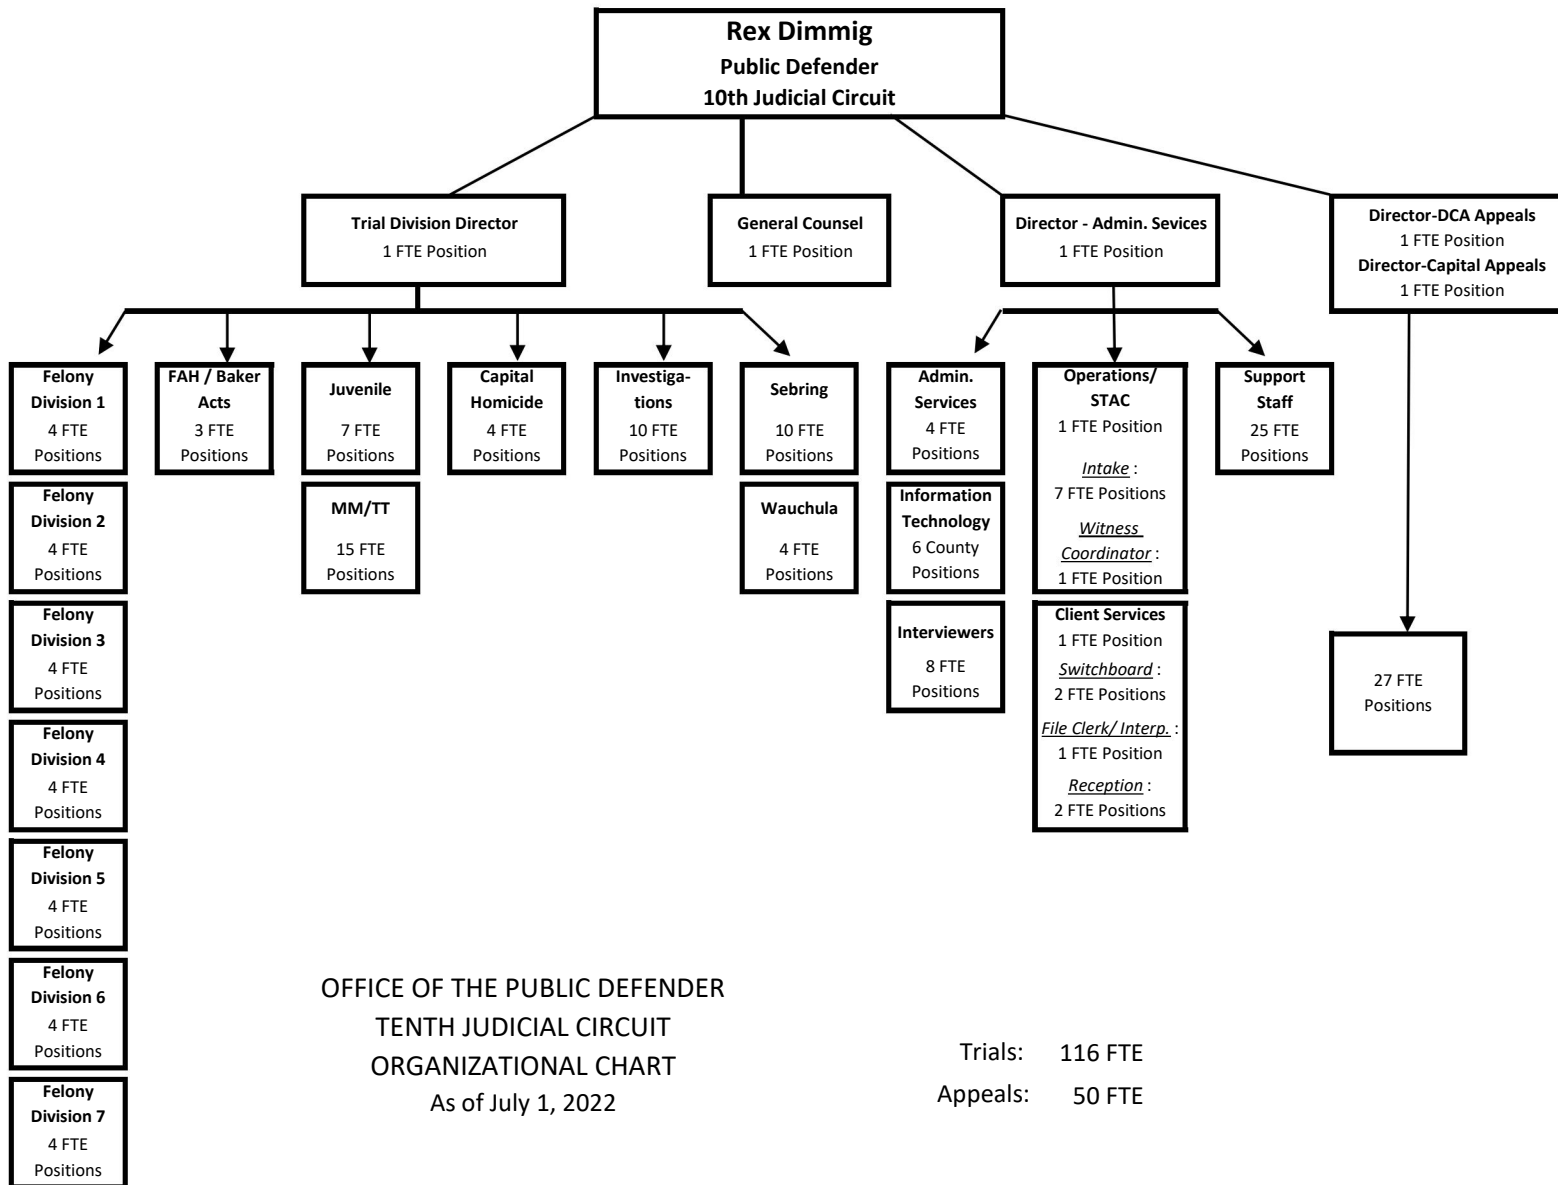 Rex Dimmig
Public Defender
10th Judicial Circuit
Trial Division Director
1 FTE Position
General Counsel
1 FTE Position
Director - Admin. Sevices
1 FTE Position
Director-DCA Appeals
1 FTE Position
Director-Capital Appeals
1 FTE Position
Felony
Division 1
4 FTE
Positions
FAH / Baker
Acts
3 FTE
Positions
Juvenile
7 FTE
Positions
Capital
Homicide
4 FTE
Positions
Investiga-
tions
10 FTE
Positions
Sebring
10 FTE
Positions
Admin.
Services
4 FTE
Positions
Operations/
STAC
1 FTE Position
Intake :
7 FTE Positions
Witness
Coordinator :
1 FTE Position
Support
Staff
25 FTE
Positions
Felony
Division 2
4 FTE
Positions
MM/TT
15 FTE
Positions
Wauchula
4 FTE
Positions
Information
Technology
6 County
Positions
Felony
Division 3
4 FTE
Positions
Interviewers
8 FTE
Positions
Client Services
1 FTE Position
Switchboard :
2 FTE Positions
File Clerk/ Interp. :
1 FTE Position
Reception :
2 FTE Positions
27 FTE
Positions
Felony
Division 4
4 FTE
Positions
Felony
Division 5
4 FTE
Positions
Felony
Division 6
4 FTE
Positions
Felony
Division 7
4 FTE
Positions
OFFICE OF THE PUBLIC DEFENDER
TENTH JUDICIAL CIRCUIT
ORGANIZATIONAL CHART
As of July 1, 2022
Trials: 116 FTE
Appeals: 50 FTE